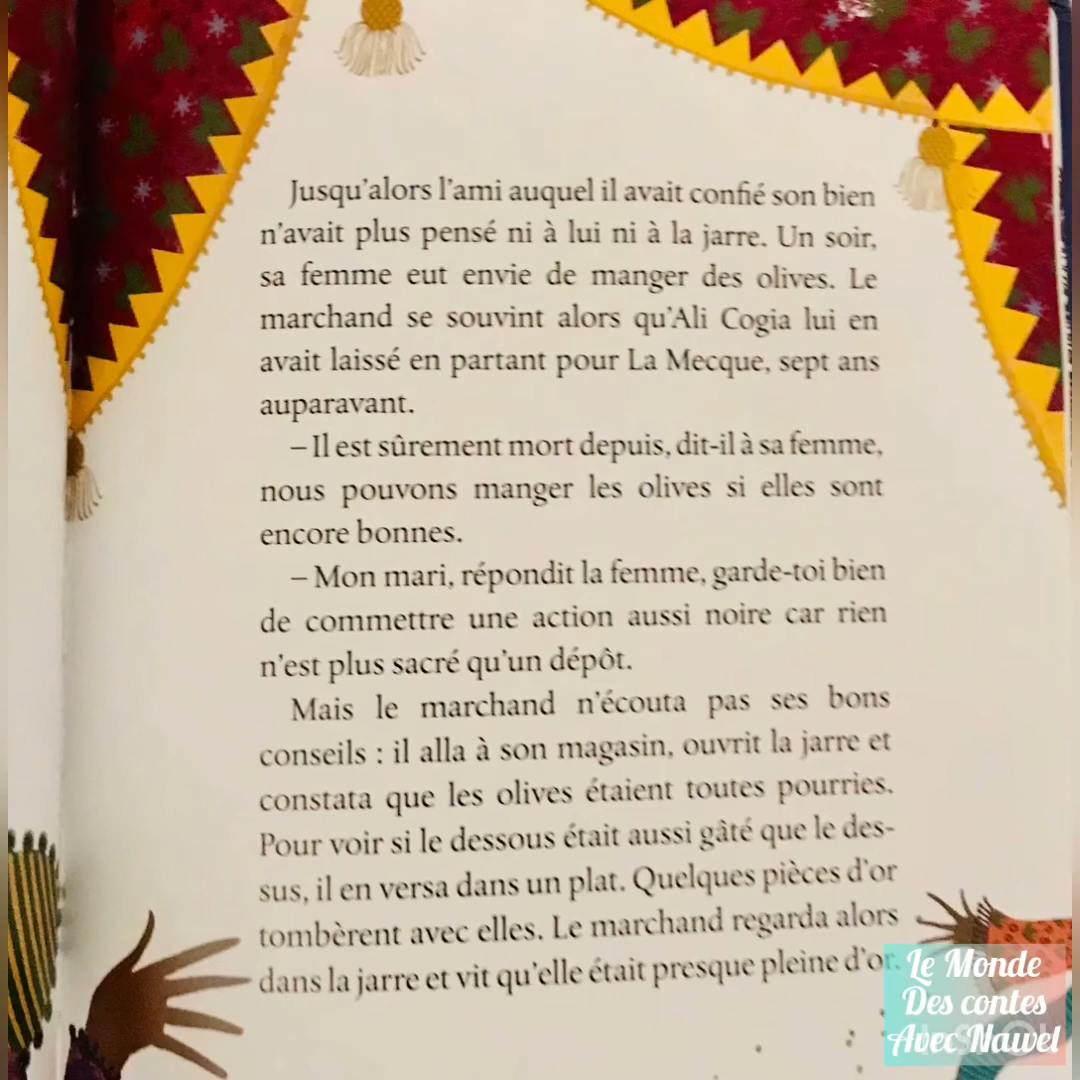 Jusqu'alors l'ami auquel il avait confié son bien
n'avait plus pensé ni à lui ni à la jarre. Un soir,
sa femme eut envie de manger des olives. Le
marchand se souvint alors qu'Ali Cogia lui en
avait laissé en partant pour La Mecque, sept ans
auparavant.
– Il est sûrement mort depuis, dit-il à sa femme,
nous pouvons manger les olives si elles sont
encore bonnes.
– Mon mari, répondit la femme, garde-toi bien
de commettre une action aussi noire car rien
n'est plus sacré qu'un dépôt.
Mais le marchand n'écouta pas ses bons
conseils : il alla à son magasin, ouvrit la jarre et
constata que les olives étaient toutes pourries.
Pour voir si le dessous était aussi gâté que le des-
sus, il en versa dans un plat. Quelques pièces d'or
tombèrent avec elles. Le marchand regarda alors
dans la jarre et vit qu'elle était presque pleine d'or.
Le Monde
Des contes
Avec Nawel